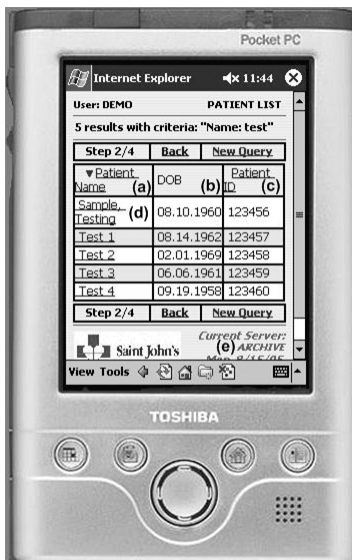 Pocket PC
Internet Explorer 11:44
User: DEMO PATIENT LIST
5 results with criteria: "Name: test"
Step 2/4 Back New Query
▼Patient Name (a) DOB (b) Patient ID (c)
Sample, Testing (d) 08.10.1960 123456
Test 1 08.14.1962 123457
Test 2 02.01.1969 123458
Test 3 06.06.1961 123459
Test 4 09.19.1958 123460
Step 2/4 Back New Query
Saint John's
Current Server:
(e) ARCHIVE
View Tools
TOSHIBA